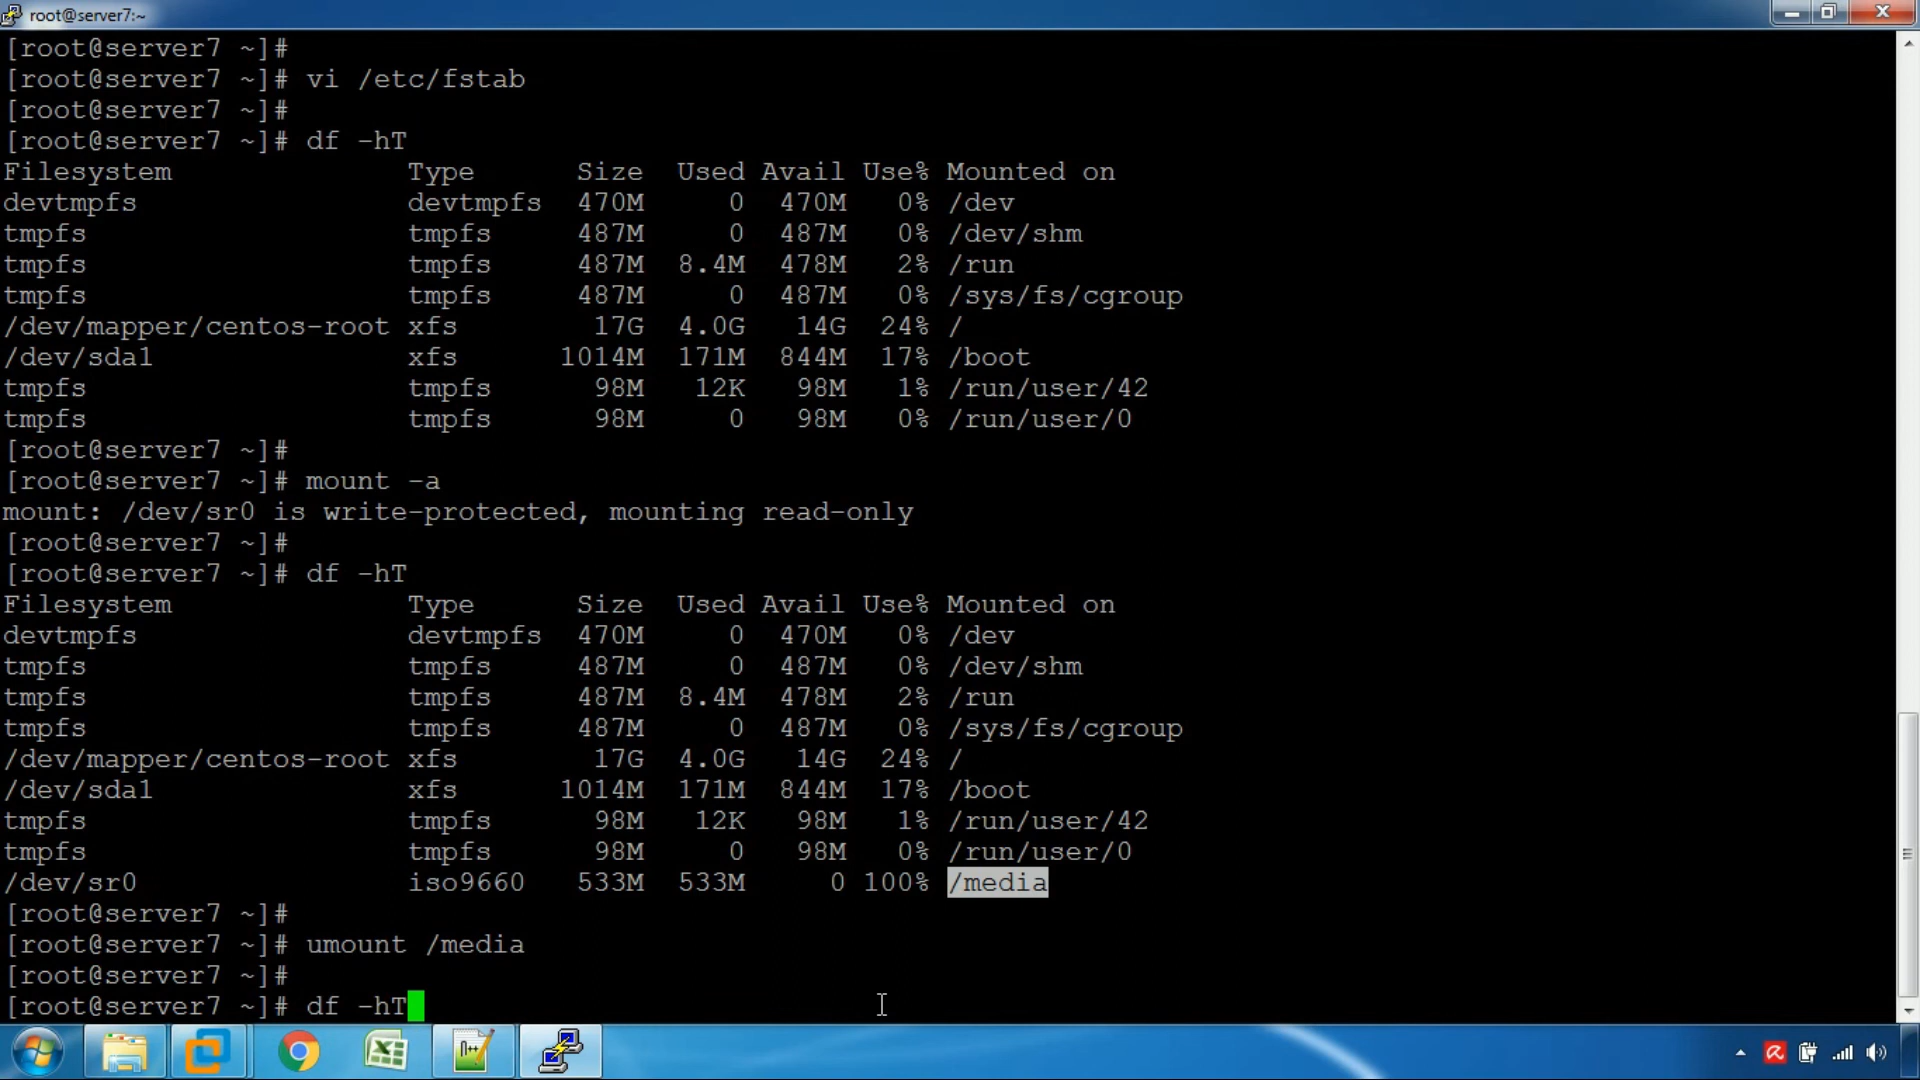 root@server7:~
[root@server7 ~]#
[root@server7 ~]# vi /etc/fstab
[root@server7 ~]#
[root@server7 ~]# df -hT
Filesystem Type Size Used Avail Use% Mounted on
devtmpfs devtmpfs 470M 0 470M 0% /dev
tmpfs tmpfs 487M 0 487M 0% /dev/shm
tmpfs tmpfs 487M 8.4M 478M 2% /run
tmpfs tmpfs 487M 0 487M 0% /sys/fs/cgroup
/dev/mapper/centos-root xfs 17G 4.0G 14G 24% /
/dev/sda1 xfs 1014M 171M 844M 17% /boot
tmpfs tmpfs 98M 12K 98M 1% /run/user/42
tmpfs tmpfs 98M 0 98M 0% /run/user/0
[root@server7 ~]#
[root@server7 ~]# mount -a
mount: /dev/sr0 is write-protected, mounting read-only
[root@server7 ~]#
[root@server7 ~]# df -hT
Filesystem Type Size Used Avail Use% Mounted on
devtmpfs devtmpfs 470M 0 470M 0% /dev
tmpfs tmpfs 487M 0 487M 0% /dev/shm
tmpfs tmpfs 487M 8.4M 478M 2% /run
tmpfs tmpfs 487M 0 487M 0% /sys/fs/cgroup
/dev/mapper/centos-root xfs 17G 4.0G 14G 24% /
/dev/sda1 xfs 1014M 171M 844M 17% /boot
tmpfs tmpfs 98M 12K 98M 1% /run/user/42
tmpfs tmpfs 98M 0 98M 0% /run/user/0
/dev/sr0 iso9660 533M 533M 0 100% /media
[root@server7 ~]#
[root@server7 ~]# umount /media
[root@server7 ~]#
[root@server7 ~]# df -hT